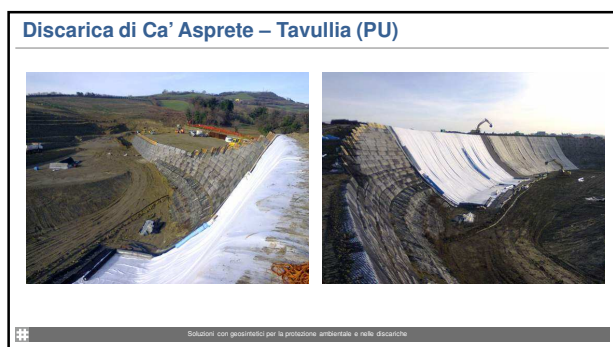 Discarica di Ca’ Asprete – Tavullia (PU)
Soluzioni con geosintetici per la protezione ambientale e nelle discariche